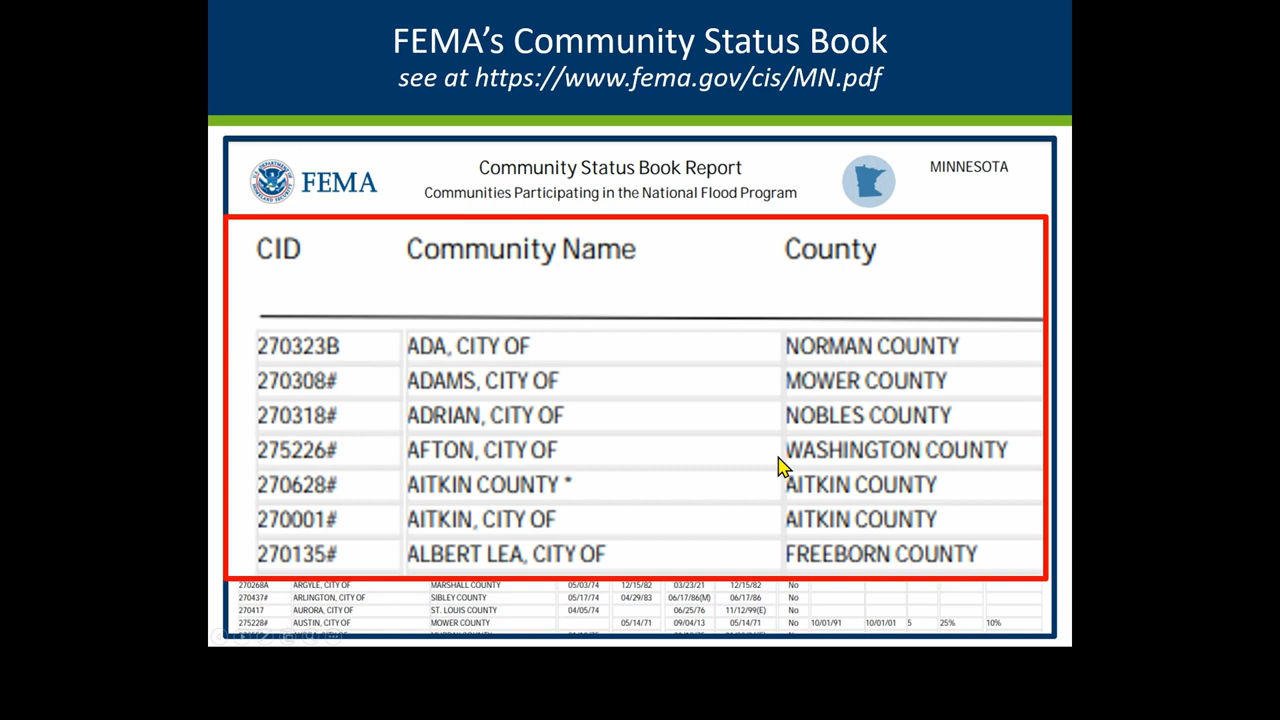 FEMA's Community Status Book
see at https://www.fema.gov/cis/MN.pdf
FEMA
Community Status Book Report
Communities Participating in the National Flood Program
MINNESOTA
CID Community Name County
270323B ADA, CITY OF NORMAN COUNTY
270308# ADAMS, CITY OF MOWER COUNTY
270318# ADRIAN, CITY OF NOBLES COUNTY
275226# AFTON, CITY OF WASHINGTON COUNTY
270628# AITKIN COUNTY * AITKIN COUNTY
270001# AITKIN, CITY OF AITKIN COUNTY
270135# ALBERT LEA, CITY OF FREEBORN COUNTY
270268A ARGYLE, CITY OF MARSHALL COUNTY 05/03/74 12/15/82 03/23/21 12/15/82 No
270437# ARLINGTON, CITY OF SIBLEY COUNTY 05/17/74 04/29/83 06/17/86(M) 06/17/86 No
270417 AURORA, CITY OF ST. LOUIS COUNTY 04/05/74 06/25/76 11/12/99(E) No
275228# AUSTIN, CITY OF MOWER COUNTY 05/14/71 09/04/13 05/14/71 No 10/01/91 10/01/01 5 25% 10%